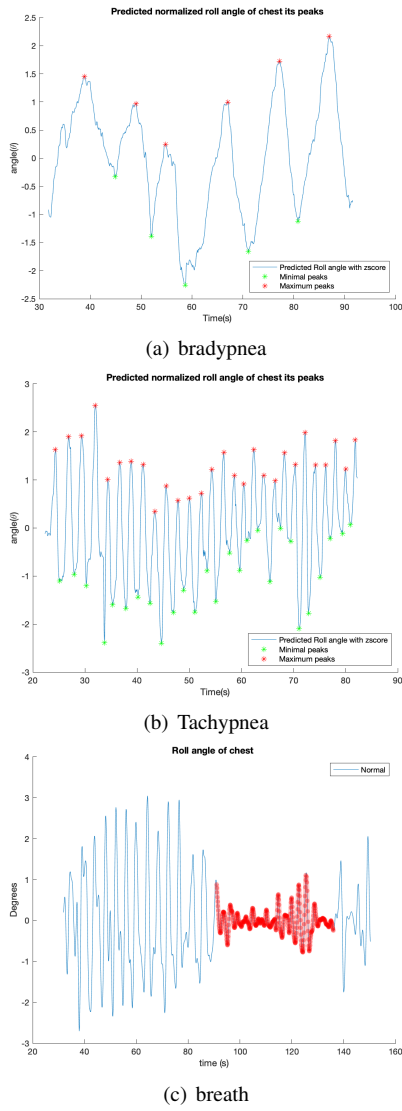 Predicted normalized roll angle of chest its peaks
2.5
2
1.5
1
0.5
0
-0.5
-1
-1.5
-2
-2.5
angle(i)
30 40 50 60 70 80 90 100
Time(s)
Predicted Roll angle with zscore
Minimal peaks
Maximum peaks
(a) bradypnea
Predicted normalized roll angle of chest its peaks
3
2
1
0
-1
-2
-3
angle(i)
20 30 40 50 60 70 80 90
Time(s)
Predicted Roll angle with zscore
Minimal peaks
Maximum peaks
(b) Tachypnea
Roll angle of chest
4
3
2
1
0
-1
-2
-3
Degrees
20 40 60 80 100 120 140 160
time (s)
Normal
(c) breath